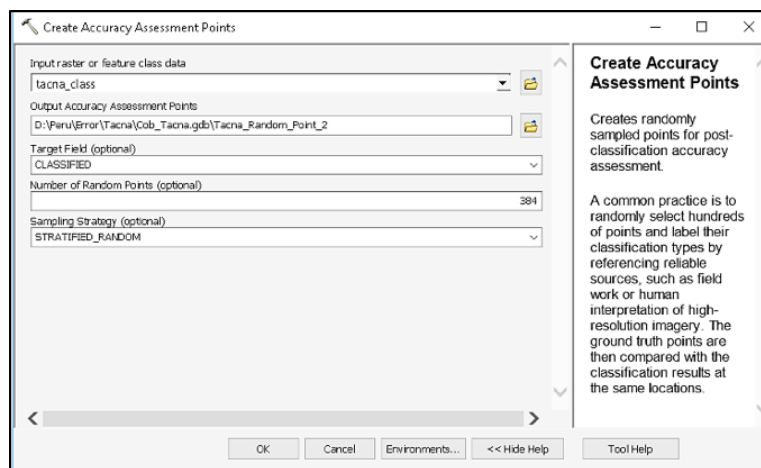 Create Accuracy Assessment Points
Input raster or feature class data
tacna_class
Output Accuracy Assessment Points
D:\Peru\Error\Tacna\Cob_Tacna.gdb\Tacna_Random_Point_2
Target Field (optional)
CLASSIFIED
Number of Random Points (optional)
384
Sampling Strategy (optional)
STRATIFIED_RANDOM
OK
Cancel
Environments...
<< Hide Help
Create Accuracy
Assessment Points
Creates randomly
sampled points for post-
classification accuracy
assessment.
A common practice is to
randomly select hundreds
of points and label their
classification types by
referencing reliable
sources, such as field
work or human
interpretation of high-
resolution imagery. The
ground truth points are
then compared with the
classification results at
the same locations.
Tool Help